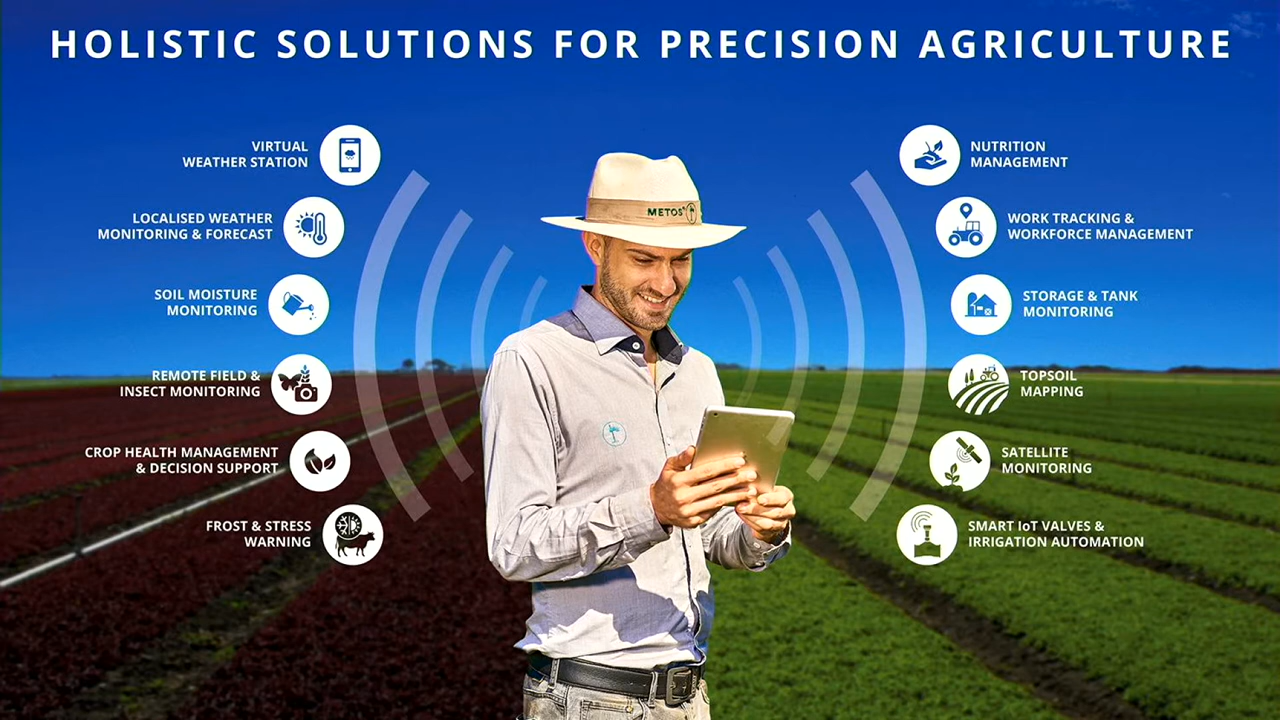 HOLISTIC SOLUTIONS FOR PRECISION AGRICULTURE
VIRTUAL
WEATHER STATION
LOCALISED WEATHER
MONITORING & FORECAST
SOIL MOISTURE
MONITORING
REMOTE FIELD &
INSECT MONITORING
CROP HEALTH MANAGEMENT
& DECISION SUPPORT
FROST & STRESS
WARNING
METOS®
NUTRITION
MANAGEMENT
WORK TRACKING &
WORKFORCE MANAGEMENT
STORAGE & TANK
MONITORING
TOPSOIL
MAPPING
SATELLITE
MONITORING
SMART IoT VALVES &
IRRIGATION AUTOMATION